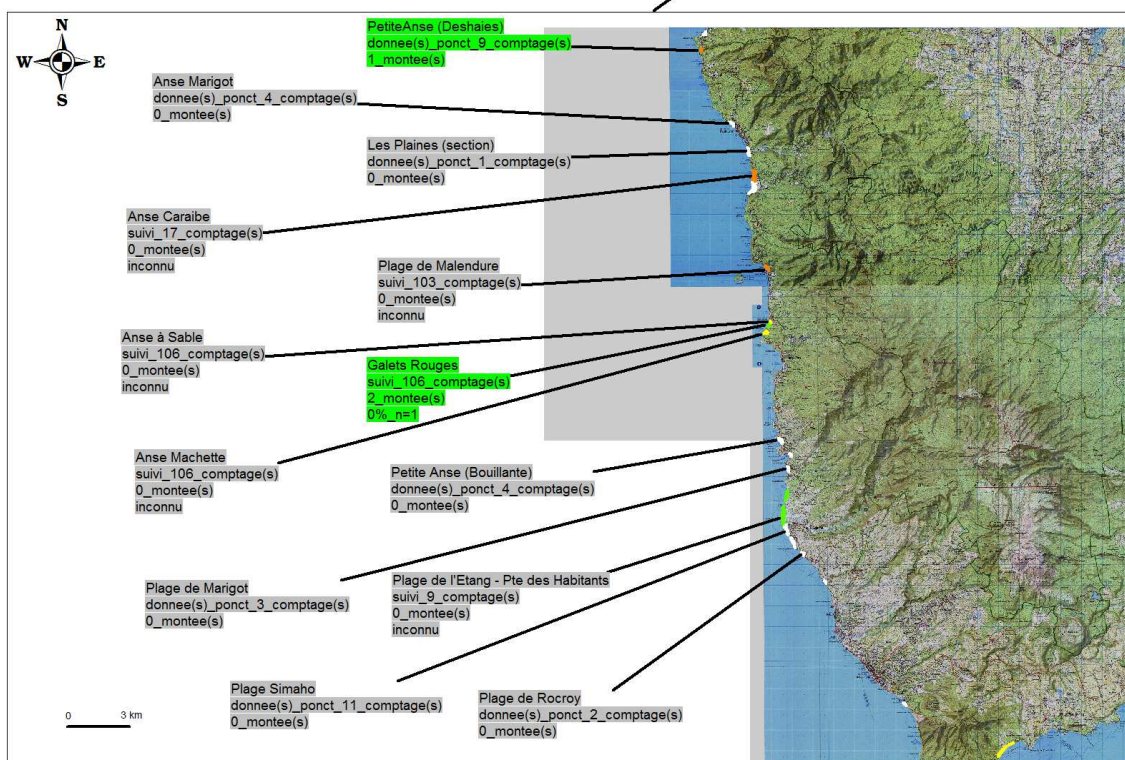 N
W E
S
PetiteAnse (Deshaies)
donnee(s)_ponct_9_comptage(s)
1_montee(s)
Anse Marigot
donnee(s)_ponct_4_comptage(s)
0_montee(s)
Les Plaines (section)
donnee(s)_ponct_1_comptage(s)
0_montee(s)
Anse Caraibe
suivi_17_comptage(s)
0_montee(s)
inconnu
Plage de Malendure
suivi_103_comptage(s)
0_montee(s)
inconnu
Anse à Sable
suivi_106_comptage(s)
0_montee(s)
inconnu
Galets Rouges
suivi_106_comptage(s)
2_montee(s)
0%_n=1
Anse Machette
suivi_106_comptage(s)
0_montee(s)
inconnu
Petite Anse (Bouillante)
donnee(s)_ponct_4_comptage(s)
0_montee(s)
Plage de Marigot
donnee(s)_ponct_3_comptage(s)
0_montee(s)
Plage de l'Etang - Pte des Habitants
suivi_9_comptage(s)
0_montee(s)
inconnu
Plage Simaho
donnee(s)_ponct_11_comptage(s)
0_montee(s)
Plage de Rocroy
donnee(s)_ponct_2_comptage(s)
0_montee(s)
0 3 km